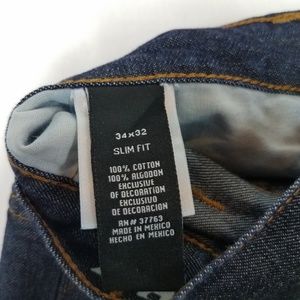 34x32
SLIM FIT
100% COTTON
100% ALGODON
EXCLUSIVE
OF DECORATION
EXCLUSIVO
DE DECORACION
RN# 37763
MADE IN MEXICO
HECHO EN MEXICO